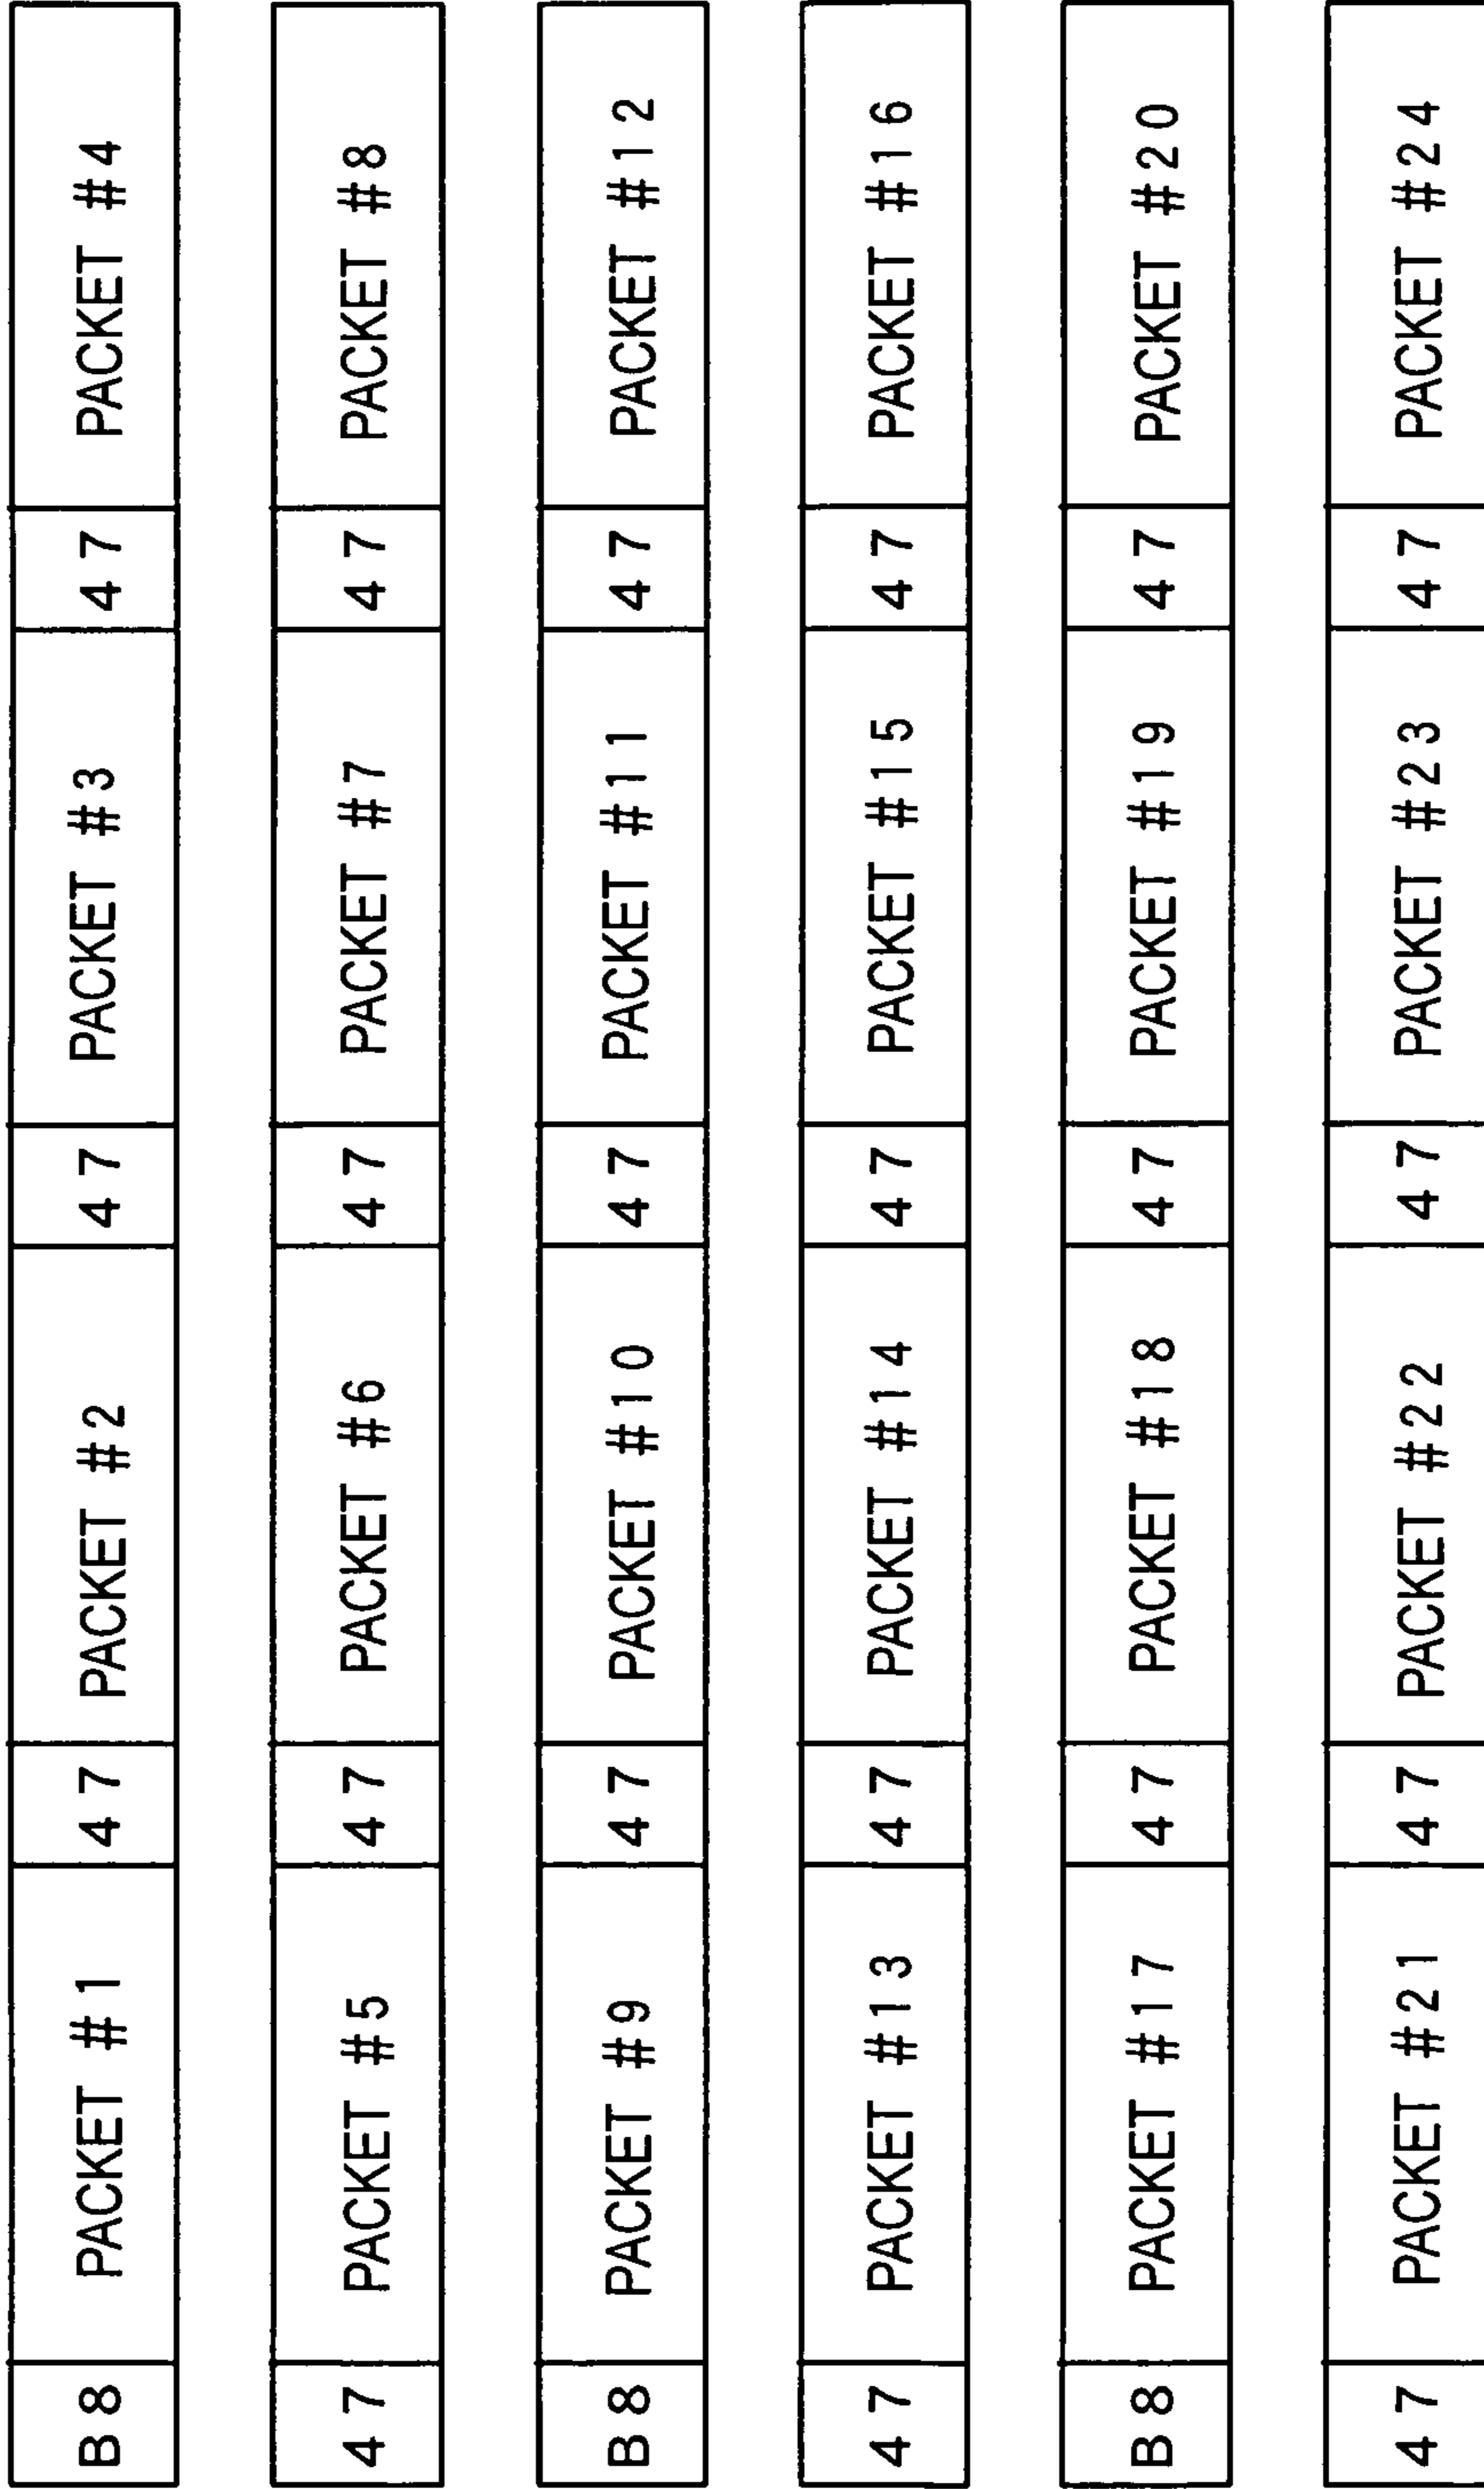 B8 PACKET #1 47 PACKET #2 47 PACKET #3 47 PACKET #4
47 PACKET #5 47 PACKET #6 47 PACKET #7 47 PACKET #8
B8 PACKET #9 47 PACKET #10 47 PACKET #11 47 PACKET #12
47 PACKET #13 47 PACKET #14 47 PACKET #15 47 PACKET #16
B8 PACKET #17 47 PACKET #18 47 PACKET #19 47 PACKET #20
47 PACKET #21 47 PACKET #22 47 PACKET #23 47 PACKET #24